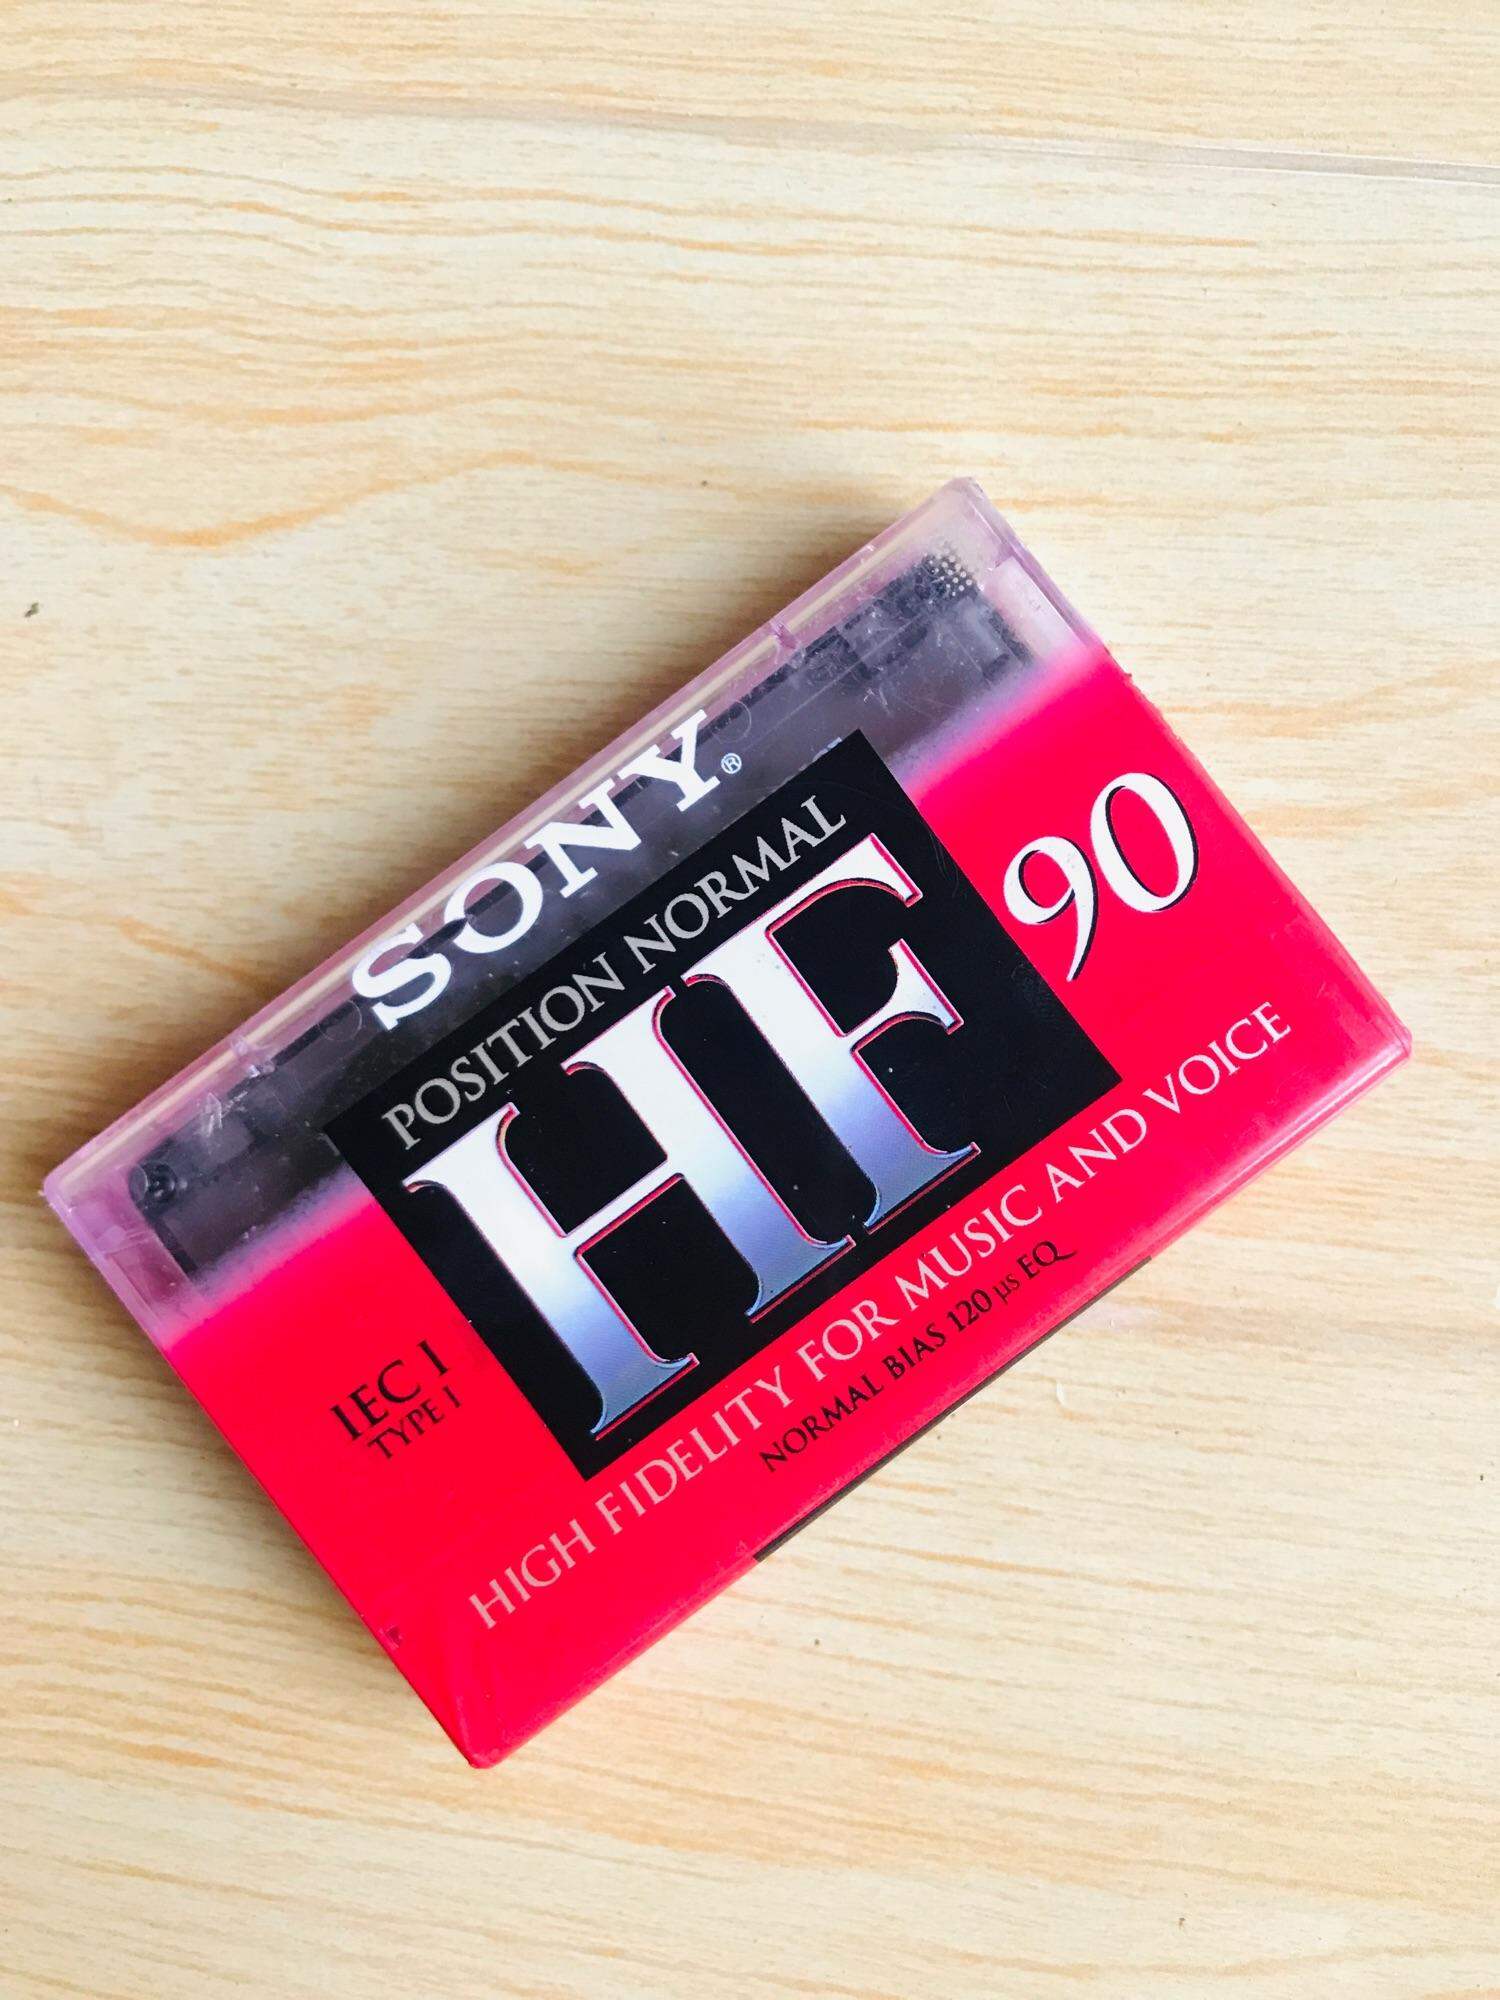 SONY®
POSITION NORMAL
HF
90
IEC I
TYPE I
HIGH FIDELITY FOR MUSIC AND VOICE
NORMAL BIAS 120 µs EQ